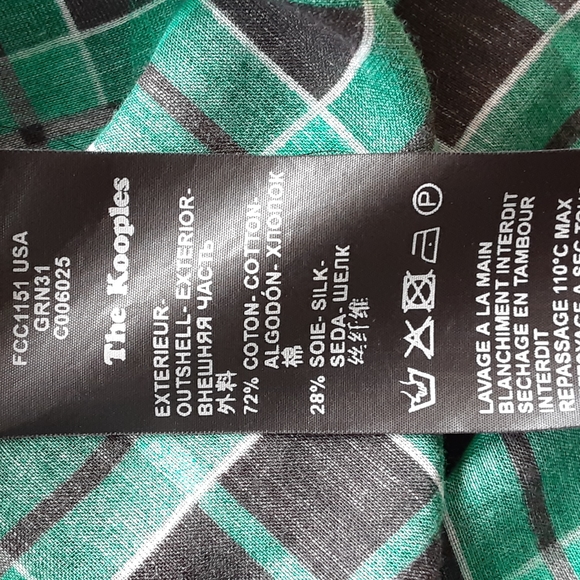 FCC1151 USA
GRN31
C006025
The Kooples
EXTERIEUR-
OUTSHELL- EXTERIOR-
ВНЕШНЯЯ ЧАСТЬ
外料
72% COTON- COTTON-
ALGODÓN- ХЛОПОК
棉
28% SOIE- SILK-
SEDA- ШЕЛК
丝纤维
P
LAVAGE A LA MAIN
BLANCHIMENT INTERDIT
SECHAGE EN TAMBOUR
INTERDIT
REPASSAGE 110°C MAX